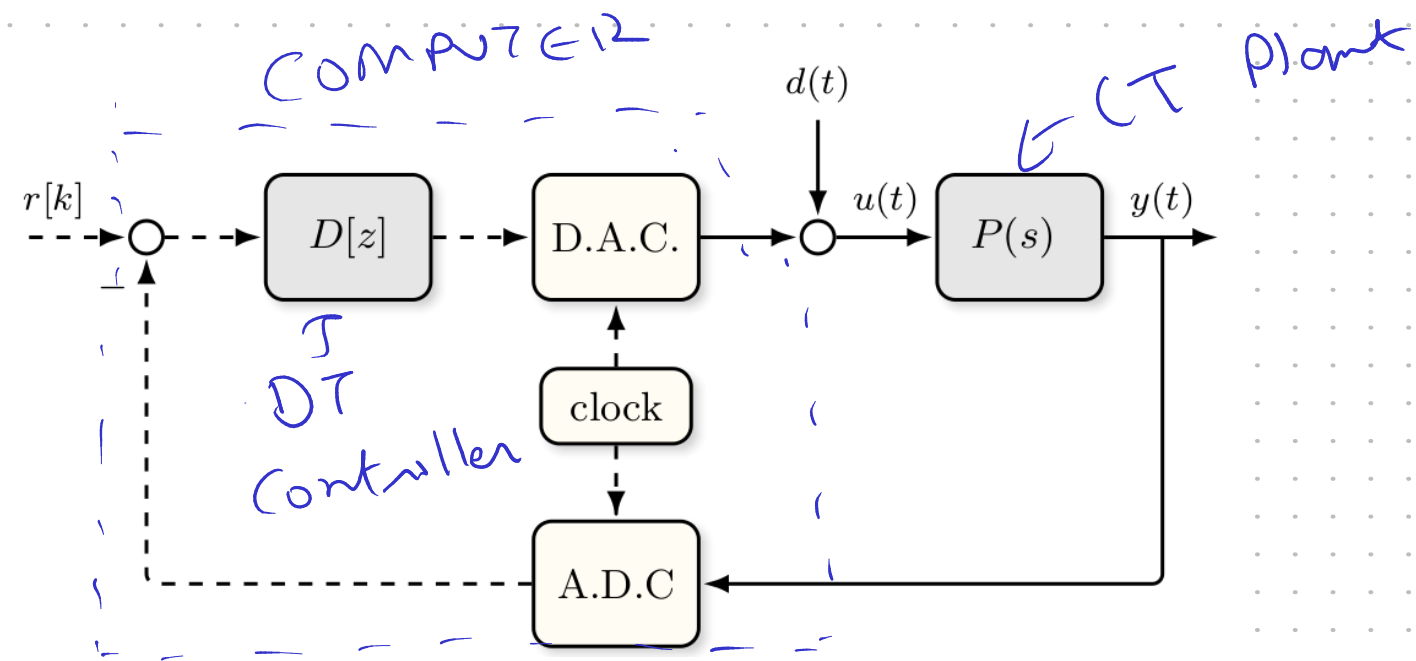 COMPUTER
CT Plant
d(t)
r[k]
D[z]
D.A.C.
u(t)
P(s)
y(t)
−
DT
Controller
clock
A.D.C